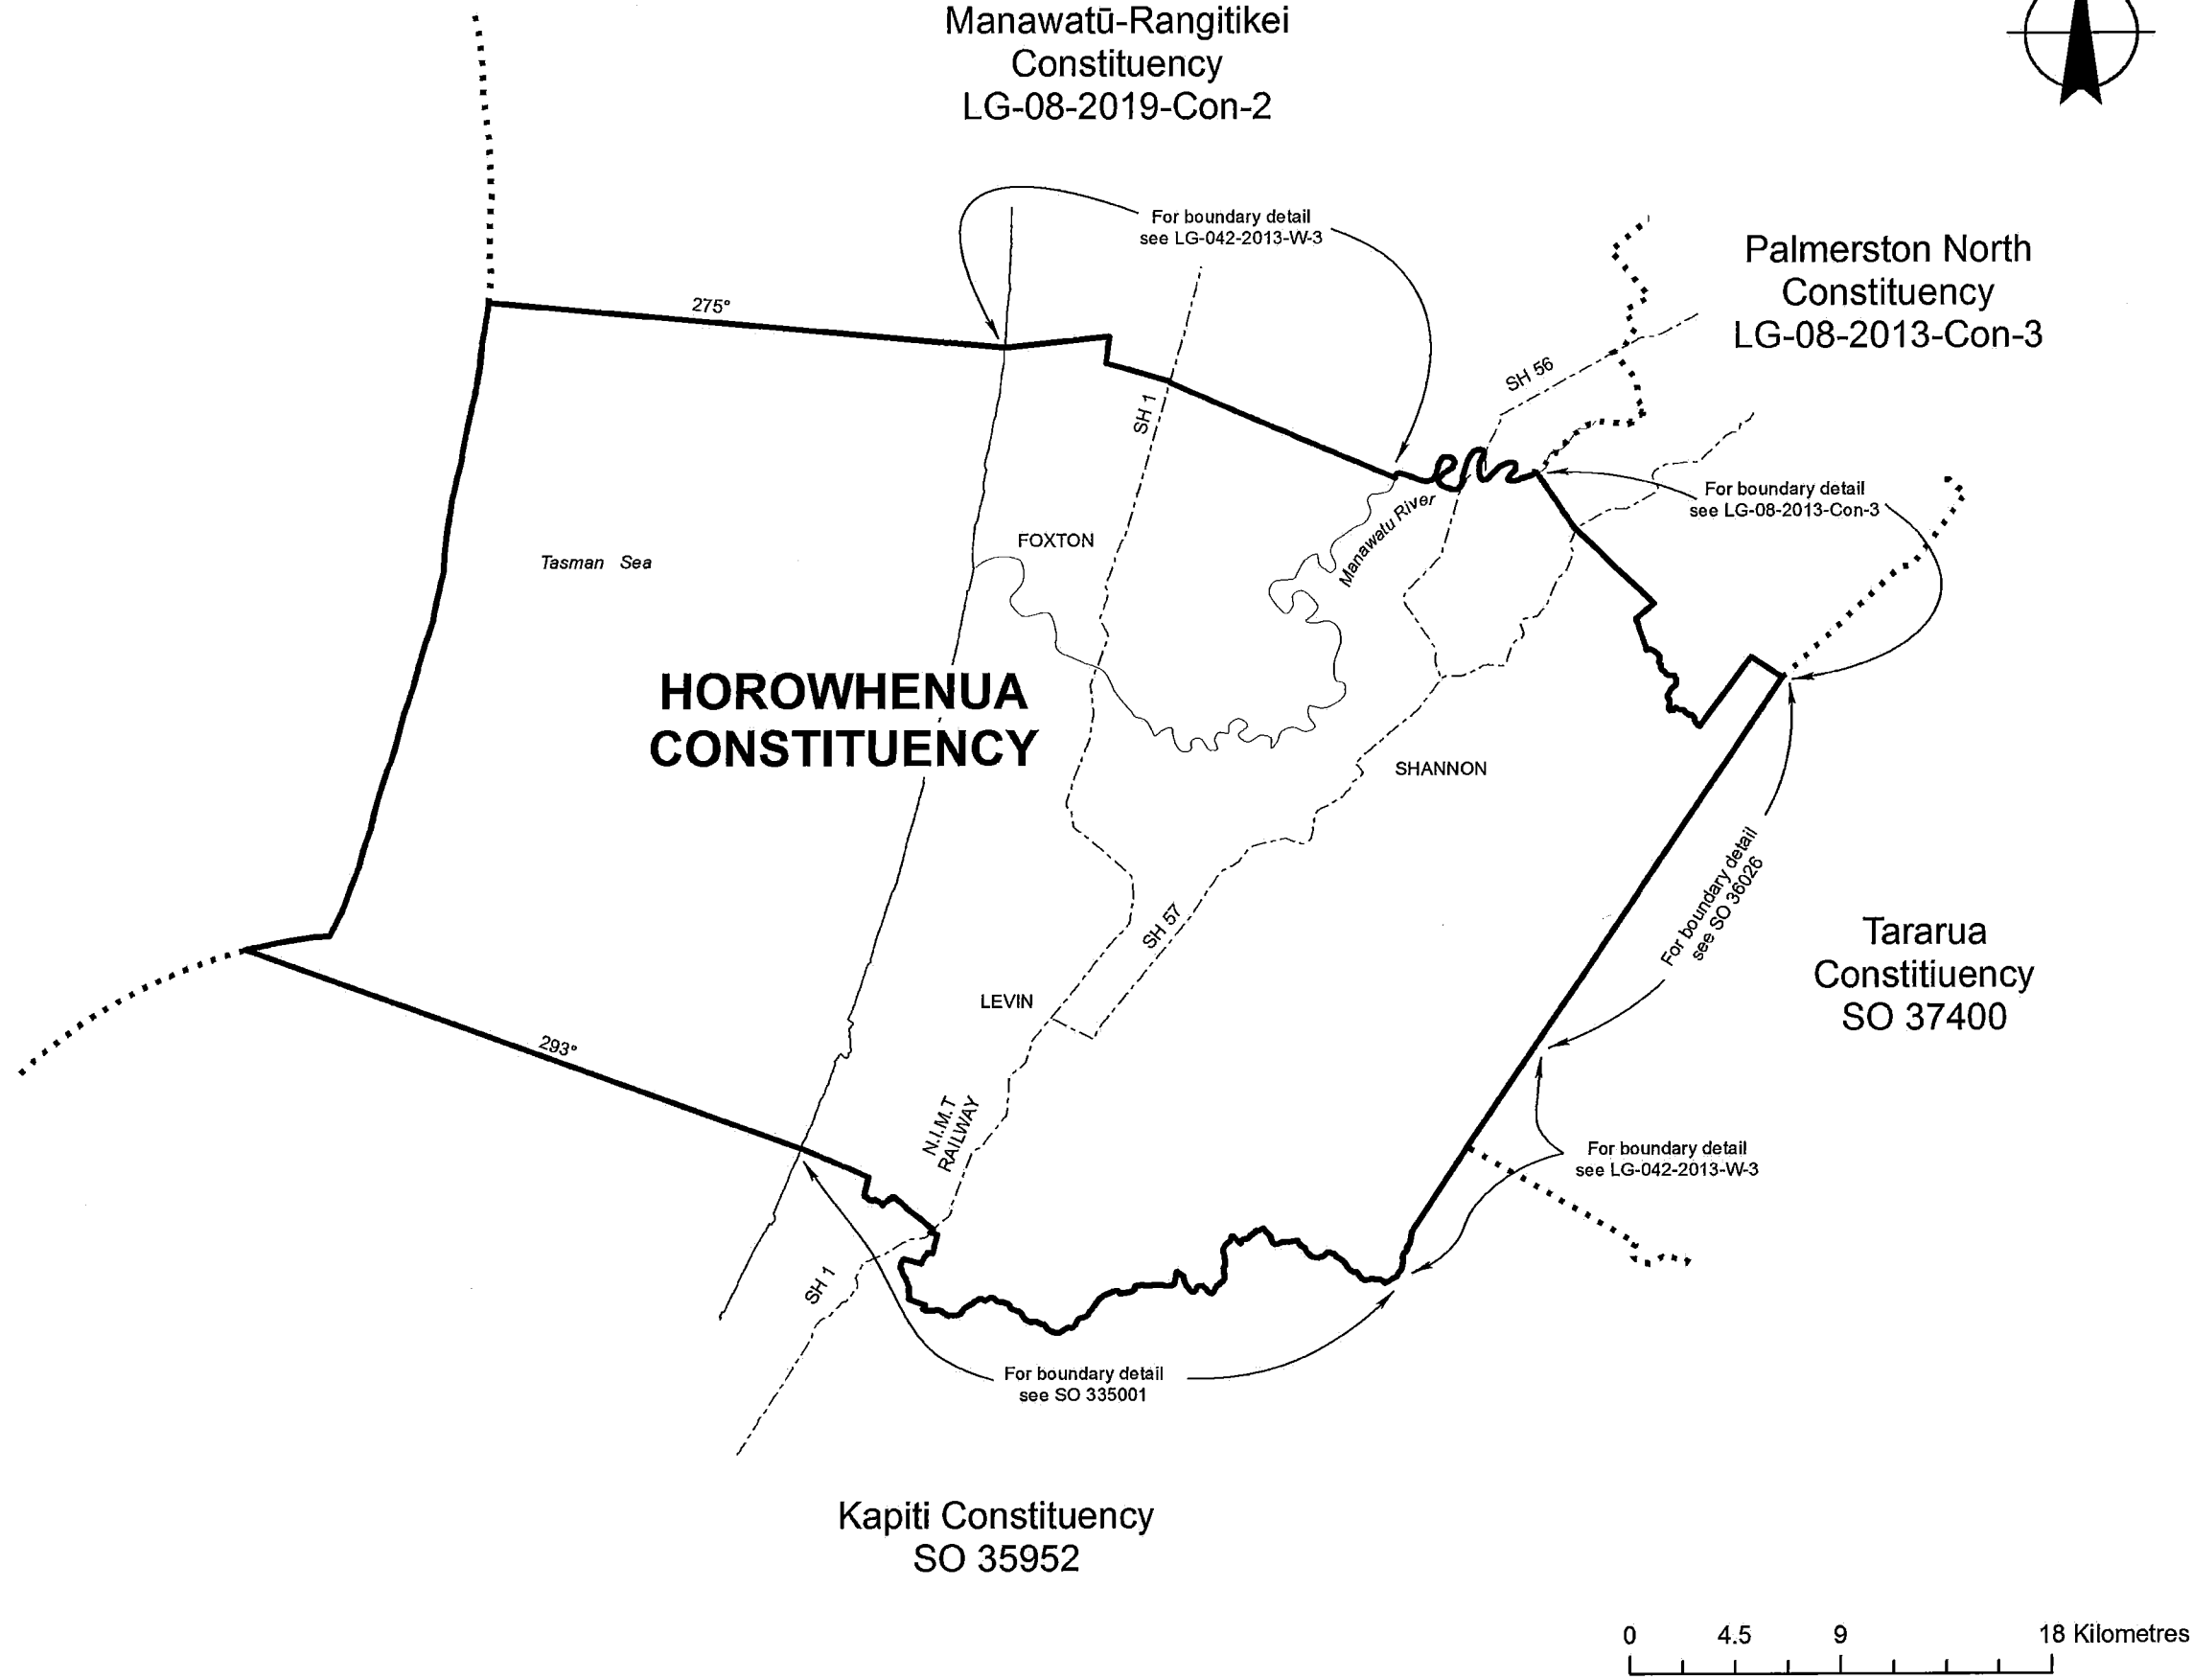 Manawatū-Rangitikei
Constituency
LG-08-2019-Con-2
For boundary detail
see LG-042-2013-W-3
Palmerston North
Constituency
LG-08-2013-Con-3
275°
SH 56
SH 1
For boundary detail
see LG-08-2013-Con-3
Manawatu River
FOXTON
Tasman Sea
HOROWHENUA
CONSTITUENCY
SHANNON
For boundary detail
see SO 36026
SH 57
Tararua
Constitiuency
SO 37400
LEVIN
293°
N.I.M.T
RAILWAY
For boundary detail
see LG-042-2013-W-3
SH 1
For boundary detail
see SO 335001
Kapiti Constituency
SO 35952
0 4.5 9 18 Kilometres